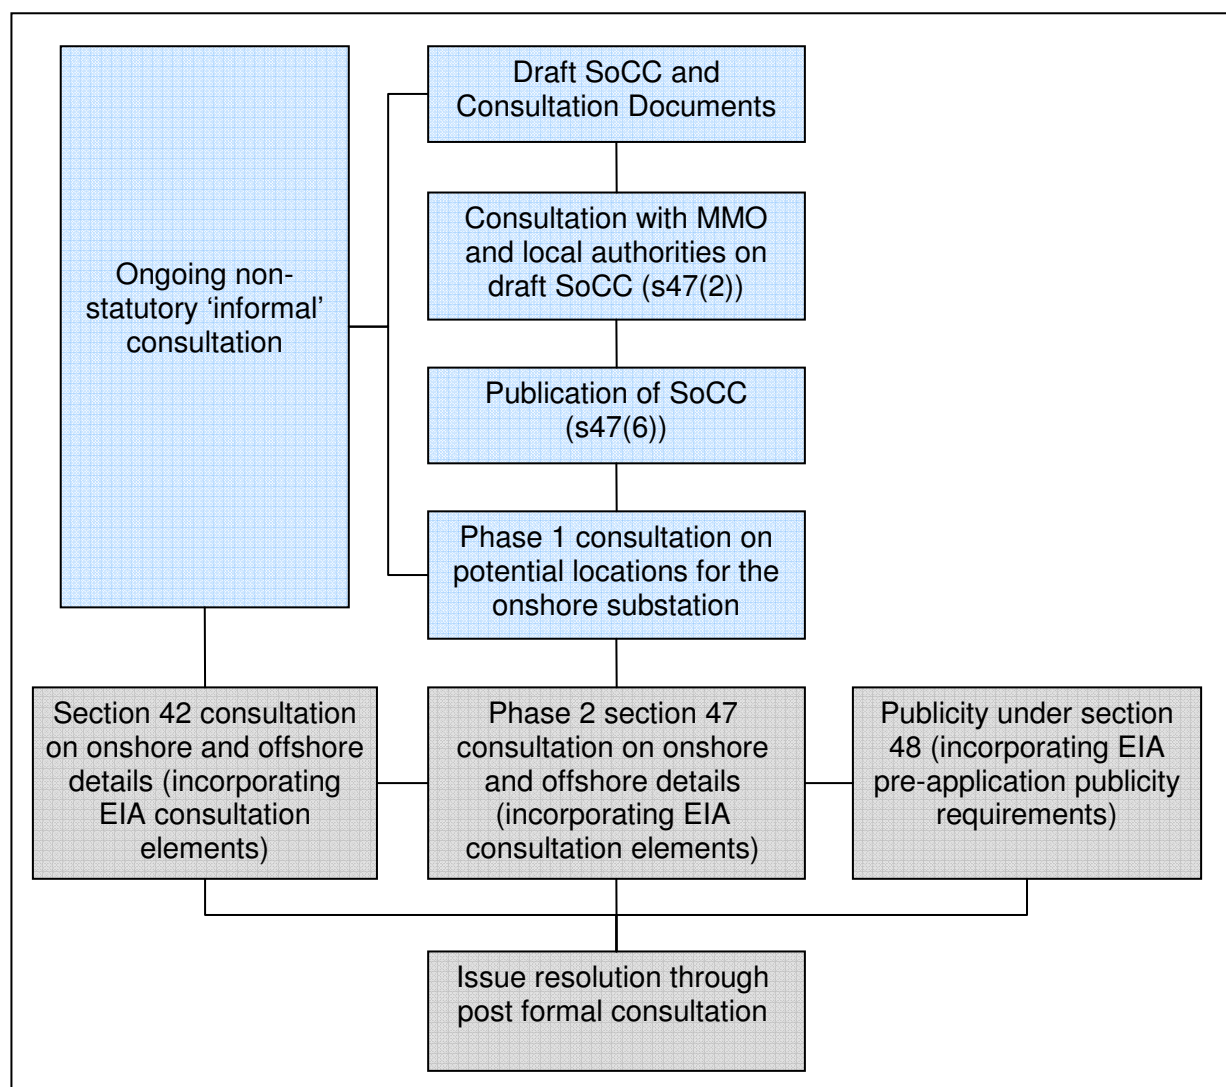 Ongoing non-
statutory ‘informal’
consultation
Draft SoCC and
Consultation Documents
Consultation with MMO
and local authorities on
draft SoCC (s47(2))
Publication of SoCC
(s47(6))
Phase 1 consultation on
potential locations for the
onshore substation
Section 42 consultation
on onshore and offshore
details (incorporating
EIA consultation
elements)
Phase 2 section 47
consultation on onshore
and offshore details
(incorporating EIA
consultation elements)
Publicity under section
48 (incorporating EIA
pre-application publicity
requirements)
Issue resolution through
post formal consultation